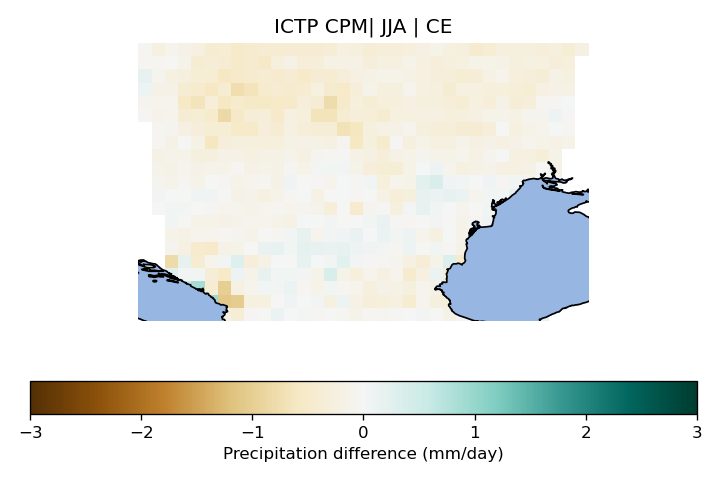 ICTP CPM| JJA | CE
−3 −2 −1 0 1 2 3
Precipitation difference (mm/day)